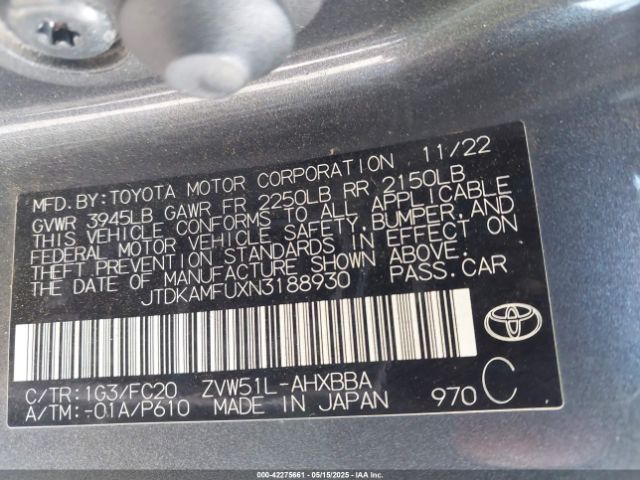 MFD. BY: TOYOTA MOTOR CORPORATION 11/22
GVWR 3945LB GAWR FR 2250LB RR 2150LB
THIS VEHICLE CONFORMS TO ALL APPLICABLE
FEDERAL MOTOR VEHICLE SAFETY, BUMPER, AND
THEFT PREVENTION STANDARDS IN EFFECT ON
THE DATE OF MANUFACTURE SHOWN ABOVE.
JTDKAMFUXN3188930 PASS. CAR
C/TR: 1G3/FC20 ZVW51L-AHXBBA
A/TM: -01A/P610 MADE IN JAPAN 970 C
TOYOTA
000-42275661 - 05/15/2025 - IAAI CORP.